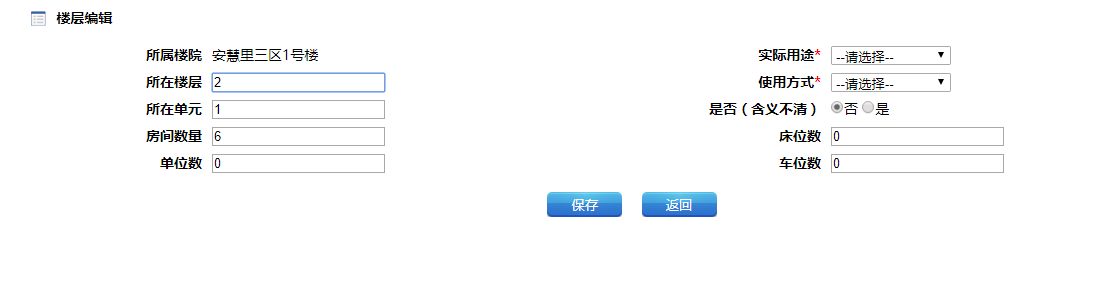 楼层编辑
所属楼院 安慧里三区1号楼 实际用途* --请选择--
所在楼层 2 使用方式* --请选择--
所在单元 1 是否（含义不清） 否 是
房间数量 6 床位数 0
单位数 0 车位数 0
保存 返回